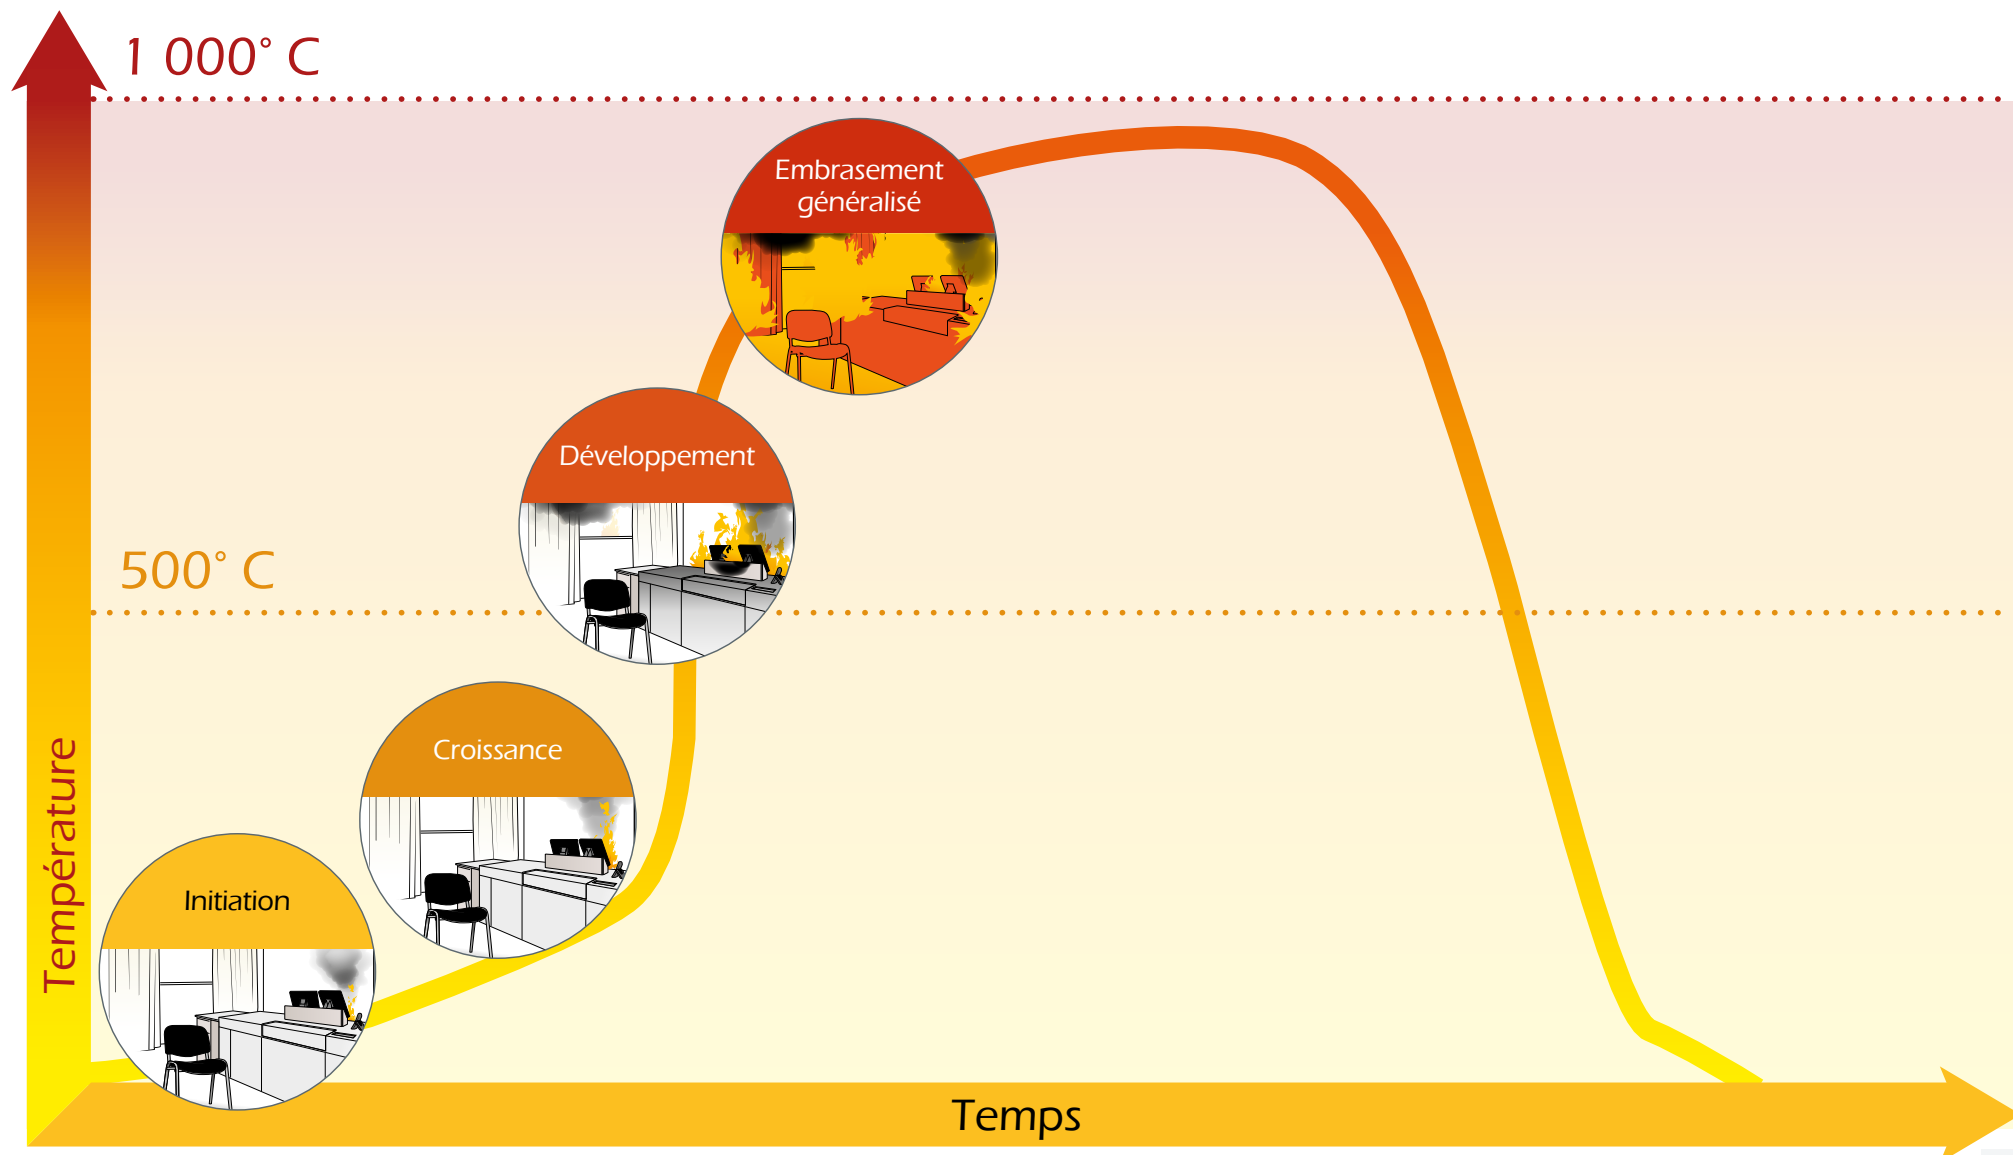 1 000° C
Embrasement
généralisé
Développement
500° C
Croissance
Initiation
Température
Temps